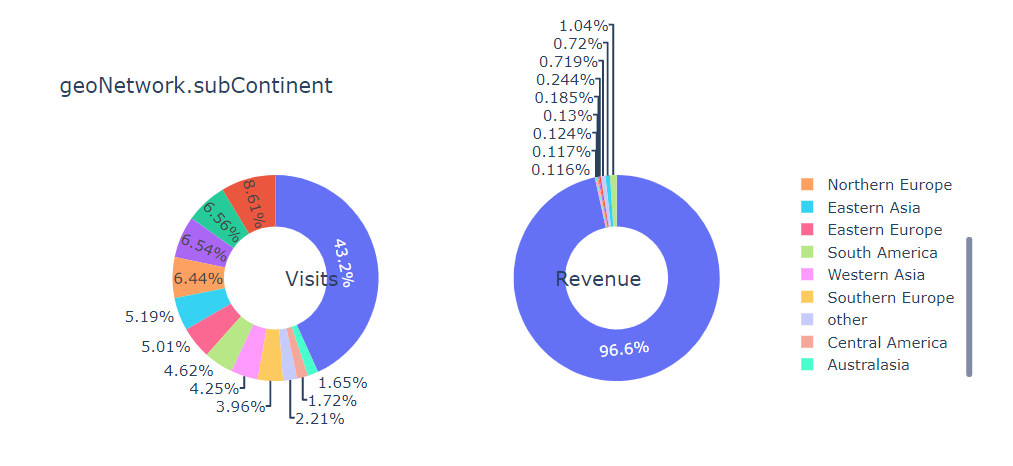 geoNetwork.subContinent
Visits
43.2%
8.61%
6.56%
6.54%
6.44%
5.19%
5.01%
4.62%
4.25%
3.96%
2.21%
1.72%
1.65%
Revenue
1.04%
0.72%
0.719%
0.244%
0.185%
0.13%
0.124%
0.117%
0.116%
96.6%
Northern Europe
Eastern Asia
Eastern Europe
South America
Western Asia
Southern Europe
other
Central America
Australasia